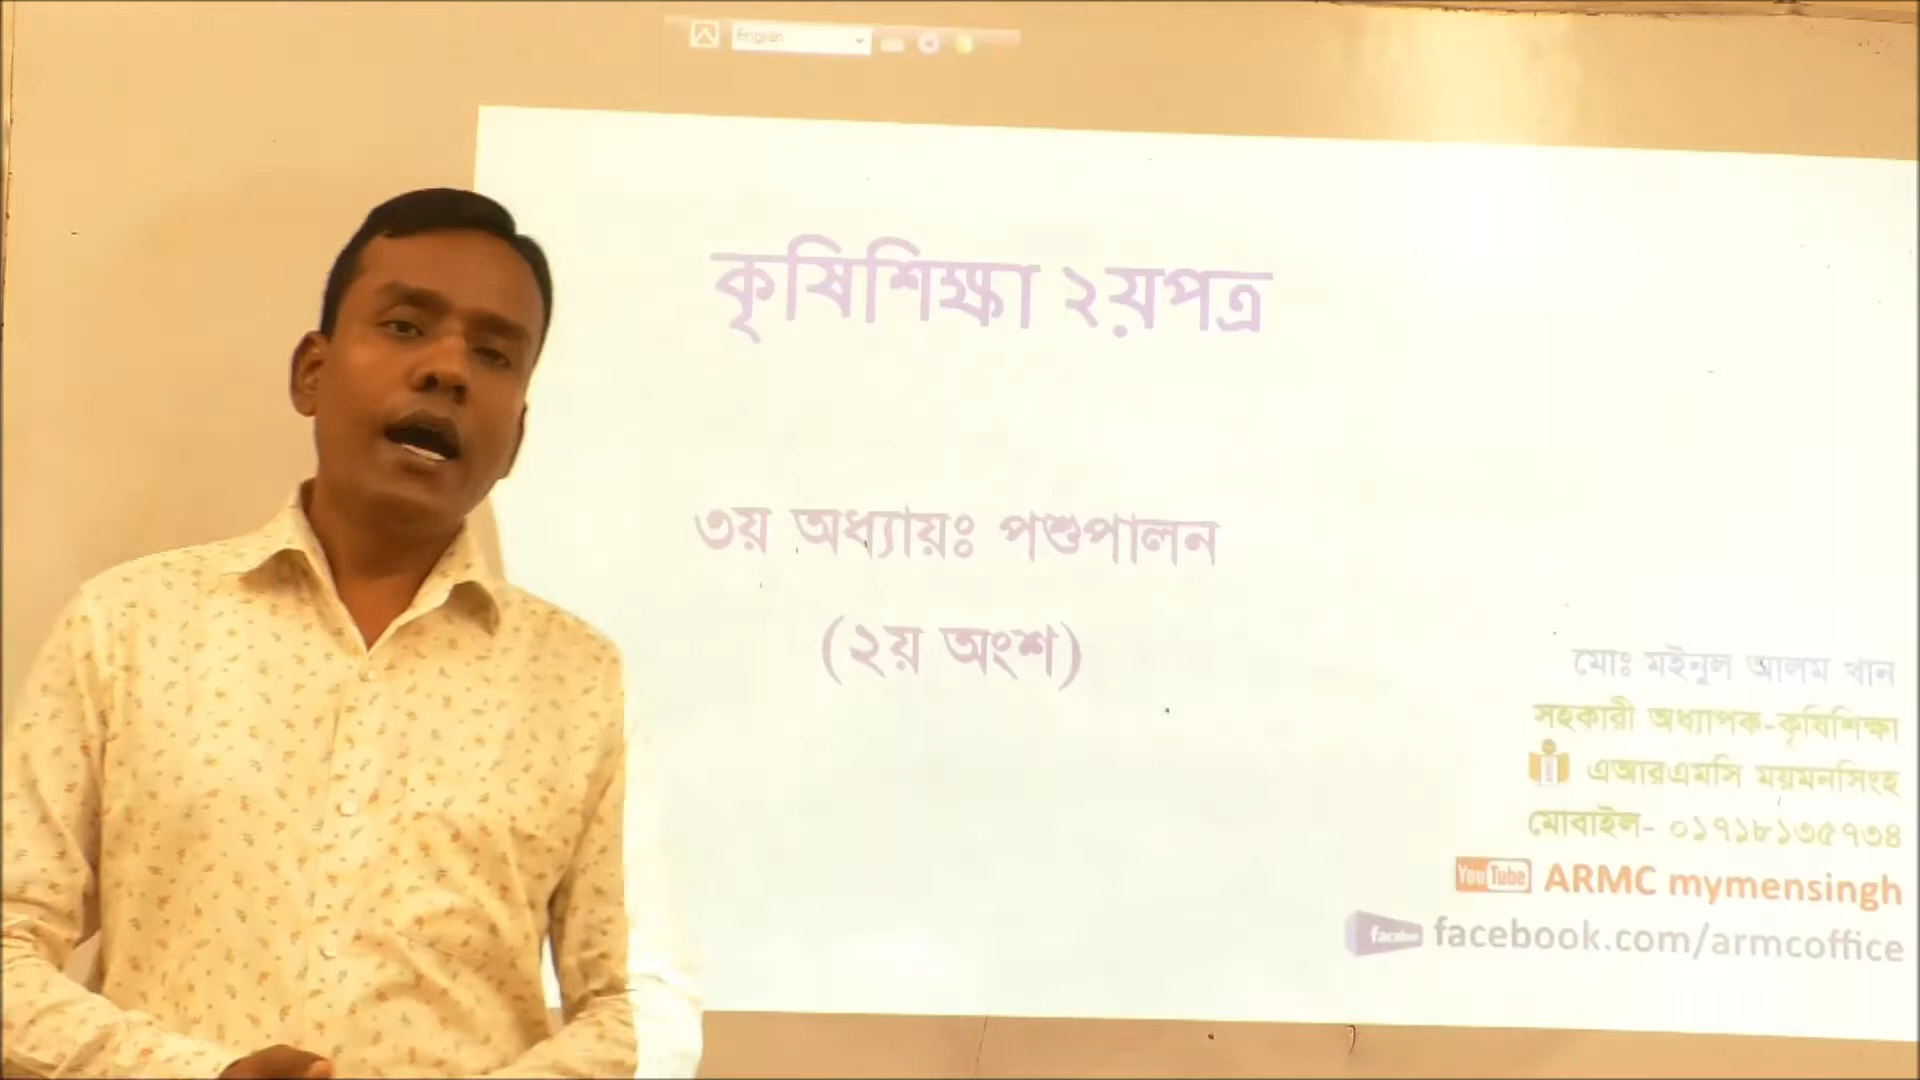 English
কৃষিশিক্ষা ২য়পত্র
৩য় অধ্যায়ঃ পশুপালন
(২য় অংশ)
মোঃ মইনুল আলম খান
সহকারী অধ্যাপক-কৃষিশিক্ষা
এআরএমসি ময়মনসিংহ
মোবাইল- ০১৭১৮১৩৫৭৩৪
YouTube ARMC mymensingh
facebook facebook.com/armcoffice